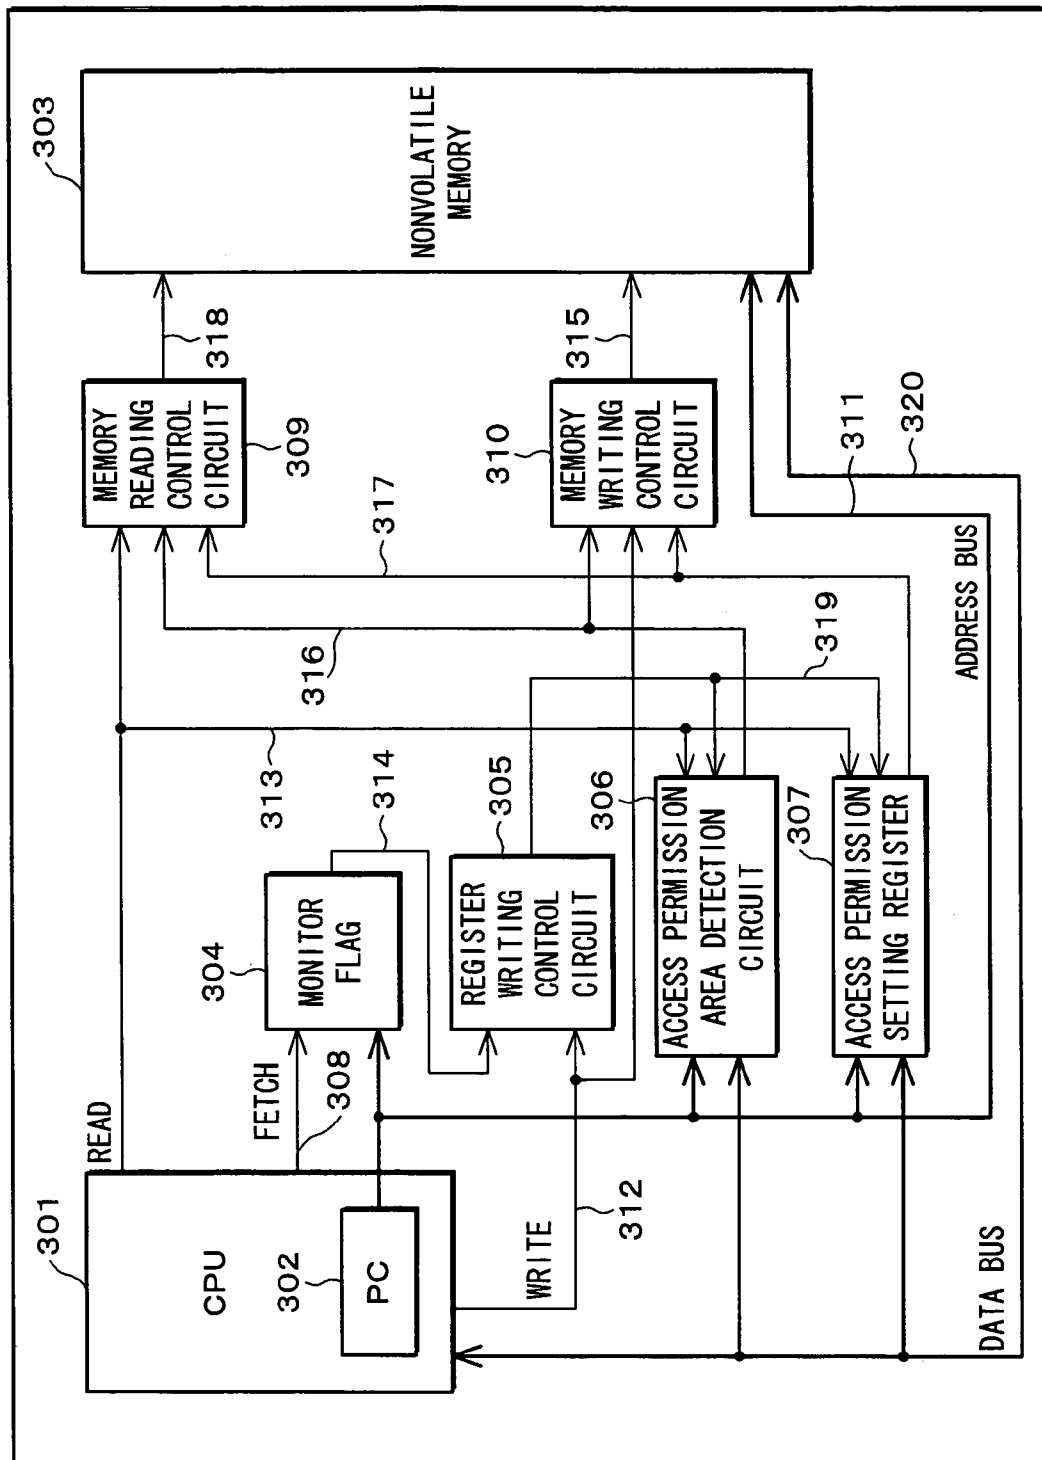 301
CPU
302
PC
READ
FETCH
308
WRITE
312
304
MONITOR
FLAG
313
314
305
REGISTER
WRITING
CONTROL
CIRCUIT
306
ACCESS PERMISSION
AREA DETECTION
CIRCUIT
307
ACCESS PERMISSION
SETTING REGISTER
316
317
319
MEMORY
READING
CONTROL
CIRCUIT
309
310
MEMORY
WRITING
CONTROL
CIRCUIT
318
315
303
NONVOLATILE
MEMORY
311
320
ADDRESS BUS
DATA BUS